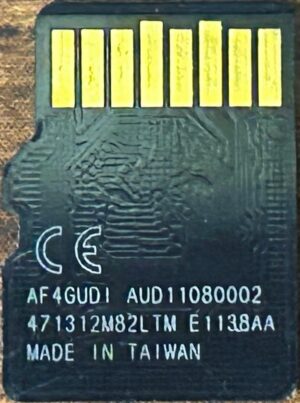 CE
AF4GUDI AUD11080002
471312M82LTM E1138AA
MADE IN TAIWAN